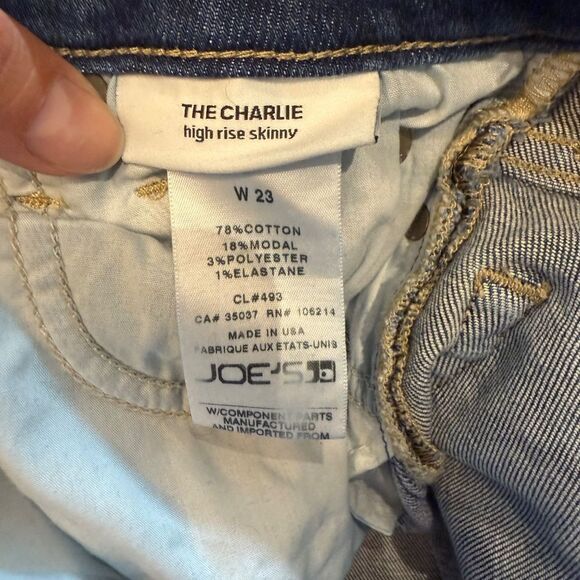 THE CHARLIE
high rise skinny
W 23
78%COTTON
18%MODAL
3%POLYESTER
1%ELASTANE
CL#493
CA# 35037 RN# 106214
MADE IN USA
FABRIQUE AUX ETATS-UNIS
JOE'S
W/COMPONENT PARTS
MANUFACTURED
AND IMPORTED FROM